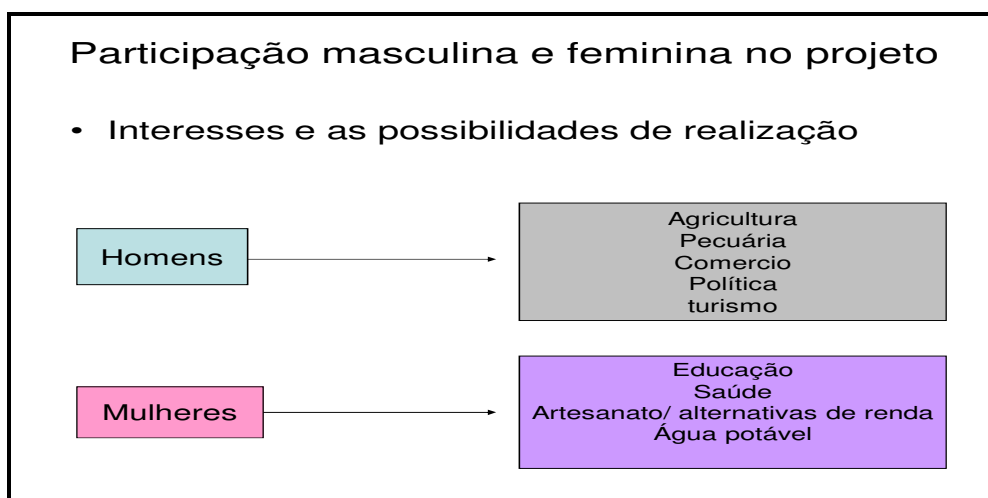 Participação masculina e feminina no projeto
• Interesses e as possibilidades de realização
Homens
Agricultura
Pecuária
Comercio
Política
turismo
Mulheres
Educação
Saúde
Artesanato/ alternativas de renda
Água potável